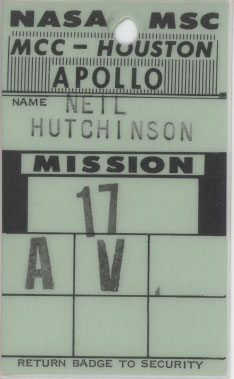 NASA MSC
MCC - HOUSTON
APOLLO
NAME NEIL
HUTCHINSON
MISSION
17
A V
RETURN BADGE TO SECURITY